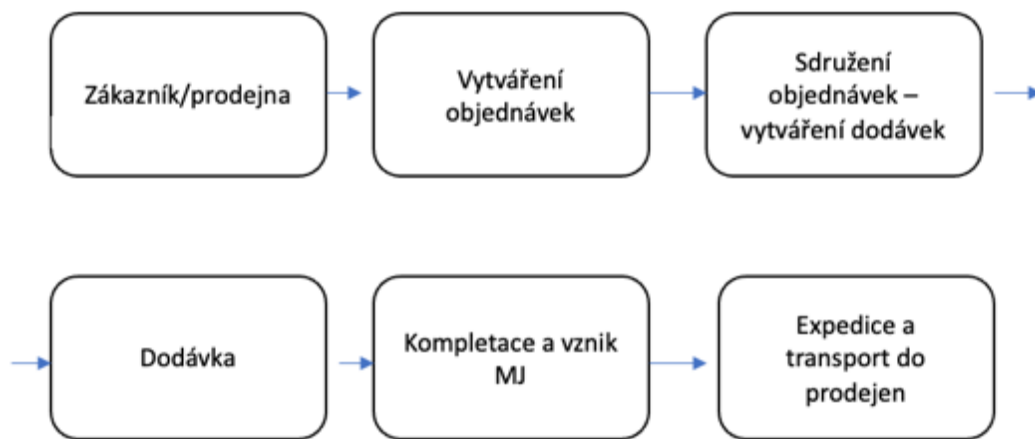 Zákazník/prodejna
Vytváření
objednávek
Sdružení
objednávek –
vytváření dodávek
Dodávka
Kompletace a vznik
MJ
Expedice a
transport do
prodejen